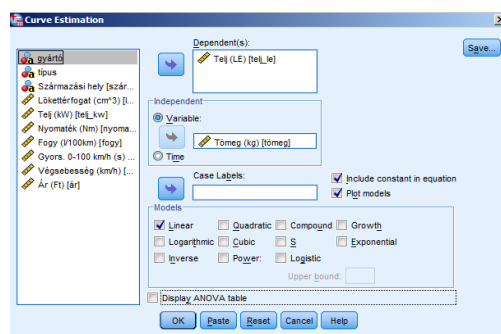 Curve Estimation
gyártó
típus
Származási hely [szár...
Lökettérfogat (cm^3) [l...
Telj (kW) [telj_kw]
Nyomaték (Nm) [nyoma...
Fogy (l/100km) [fogy]
Gyors. 0-100 km/h (s) ...
Végsebesség (km/h) [...
Ár (Ft) [ár]
Dependent(s):
Telj (LE) [telj_le]
Save...
Independent
Variable:
Tömeg (kg) [tömeg]
Time
Case Labels:
Include constant in equation
Plot models
Models
Linear Quadratic Compound Growth
Logarithmic Cubic S Exponential
Inverse Power: Logistic
Upper bound:
Display ANOVA table
OK Paste Reset Cancel Help